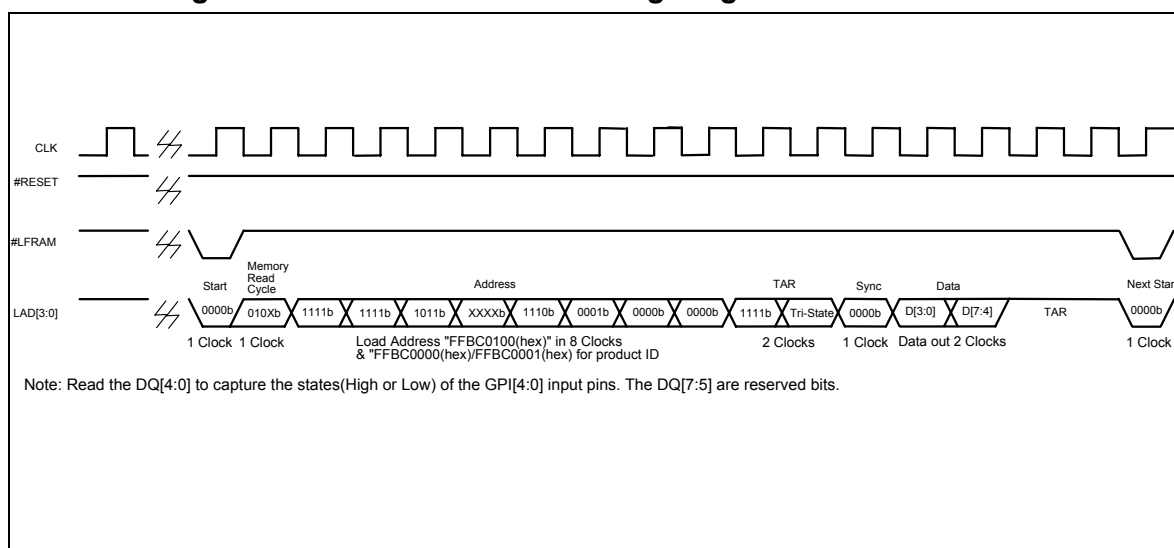 CLK
#RESET
#LFRAM
Memory
Read
Cycle
Start Address TAR Sync Data Next Star
LAD[3:0] 0000b 010Xb 1111b 1111b 1011b XXXXb 1110b 0001b 0000b 0000b 1111b Tri-State 0000b D[3:0] D[7:4] TAR 0000b
1 Clock 1 Clock Load Address "FFBC0100(hex)" in 8 Clocks 2 Clocks 1 Clock Data out 2 Clocks 1 Clock
& "FFBC0000(hex)/FFBC0001(hex) for product ID
Note: Read the DQ[4:0] to capture the states(High or Low) of the GPI[4:0] input pins. The DQ[7:5] are reserved bits.